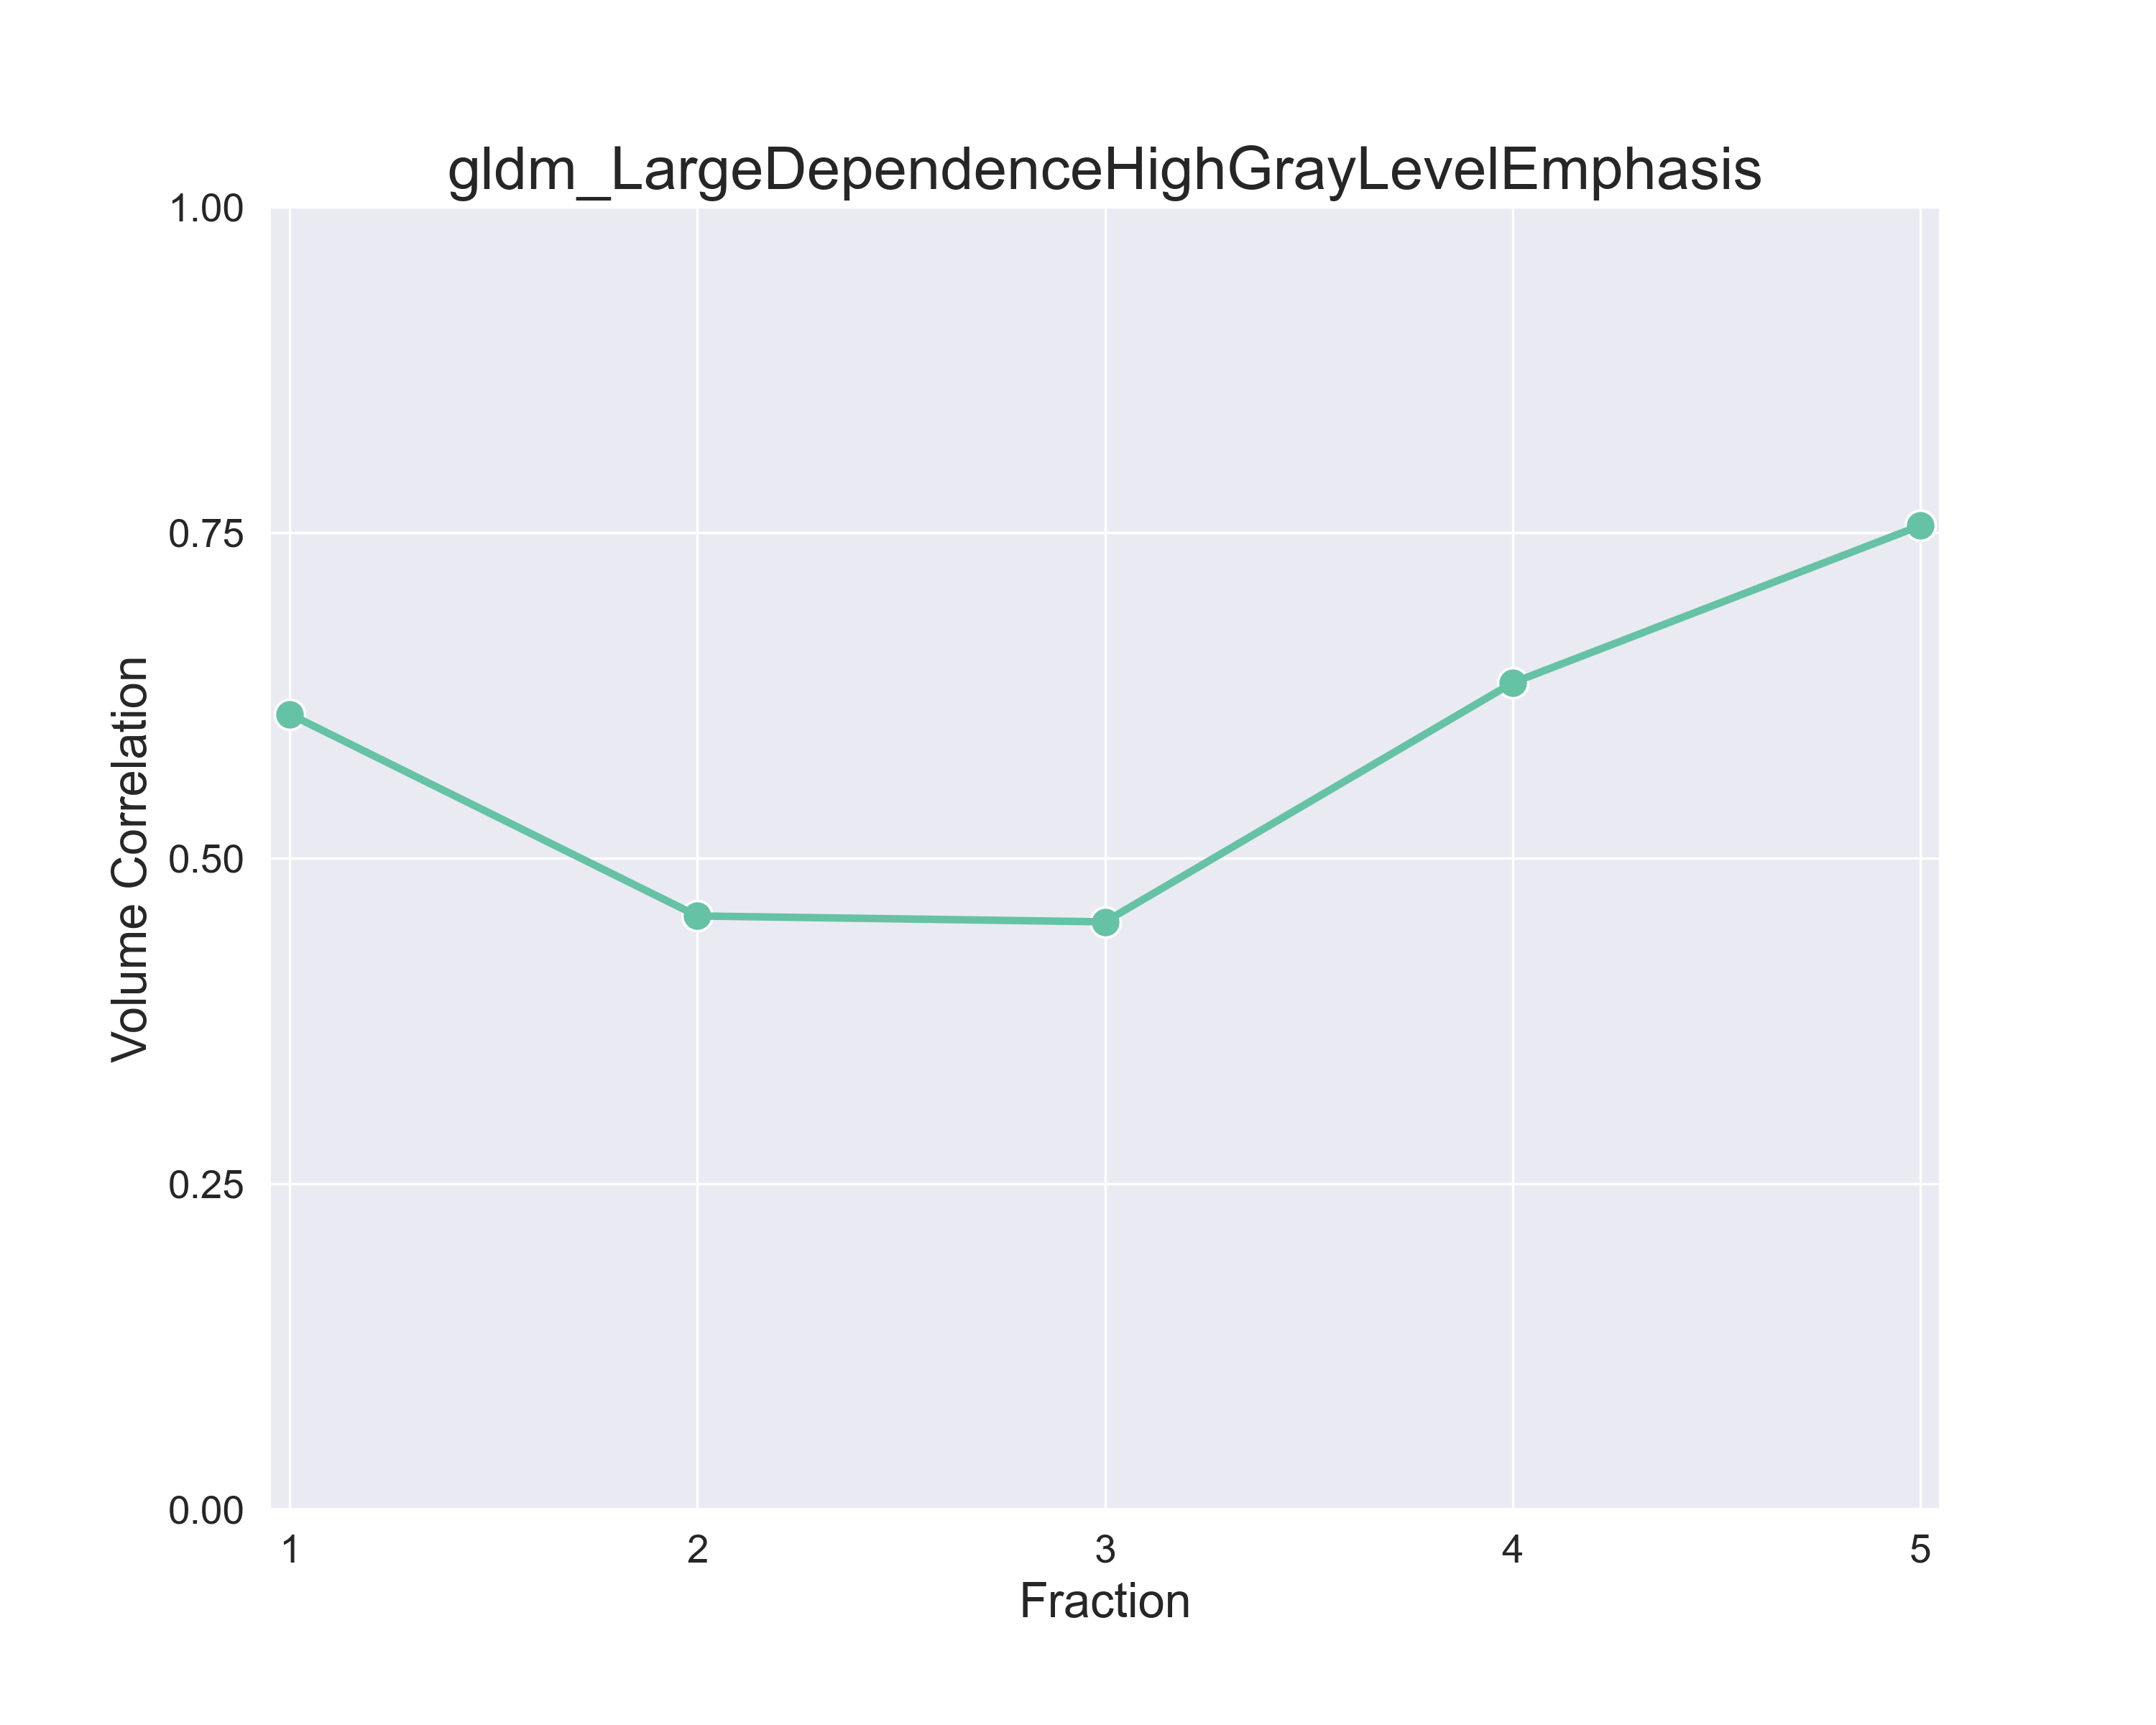 gldm_LargeDependenceHighGrayLevelEmphasis
1.00
0.75
0.50
0.25
0.00
Volume Correlation
1 2 3 4 5
Fraction